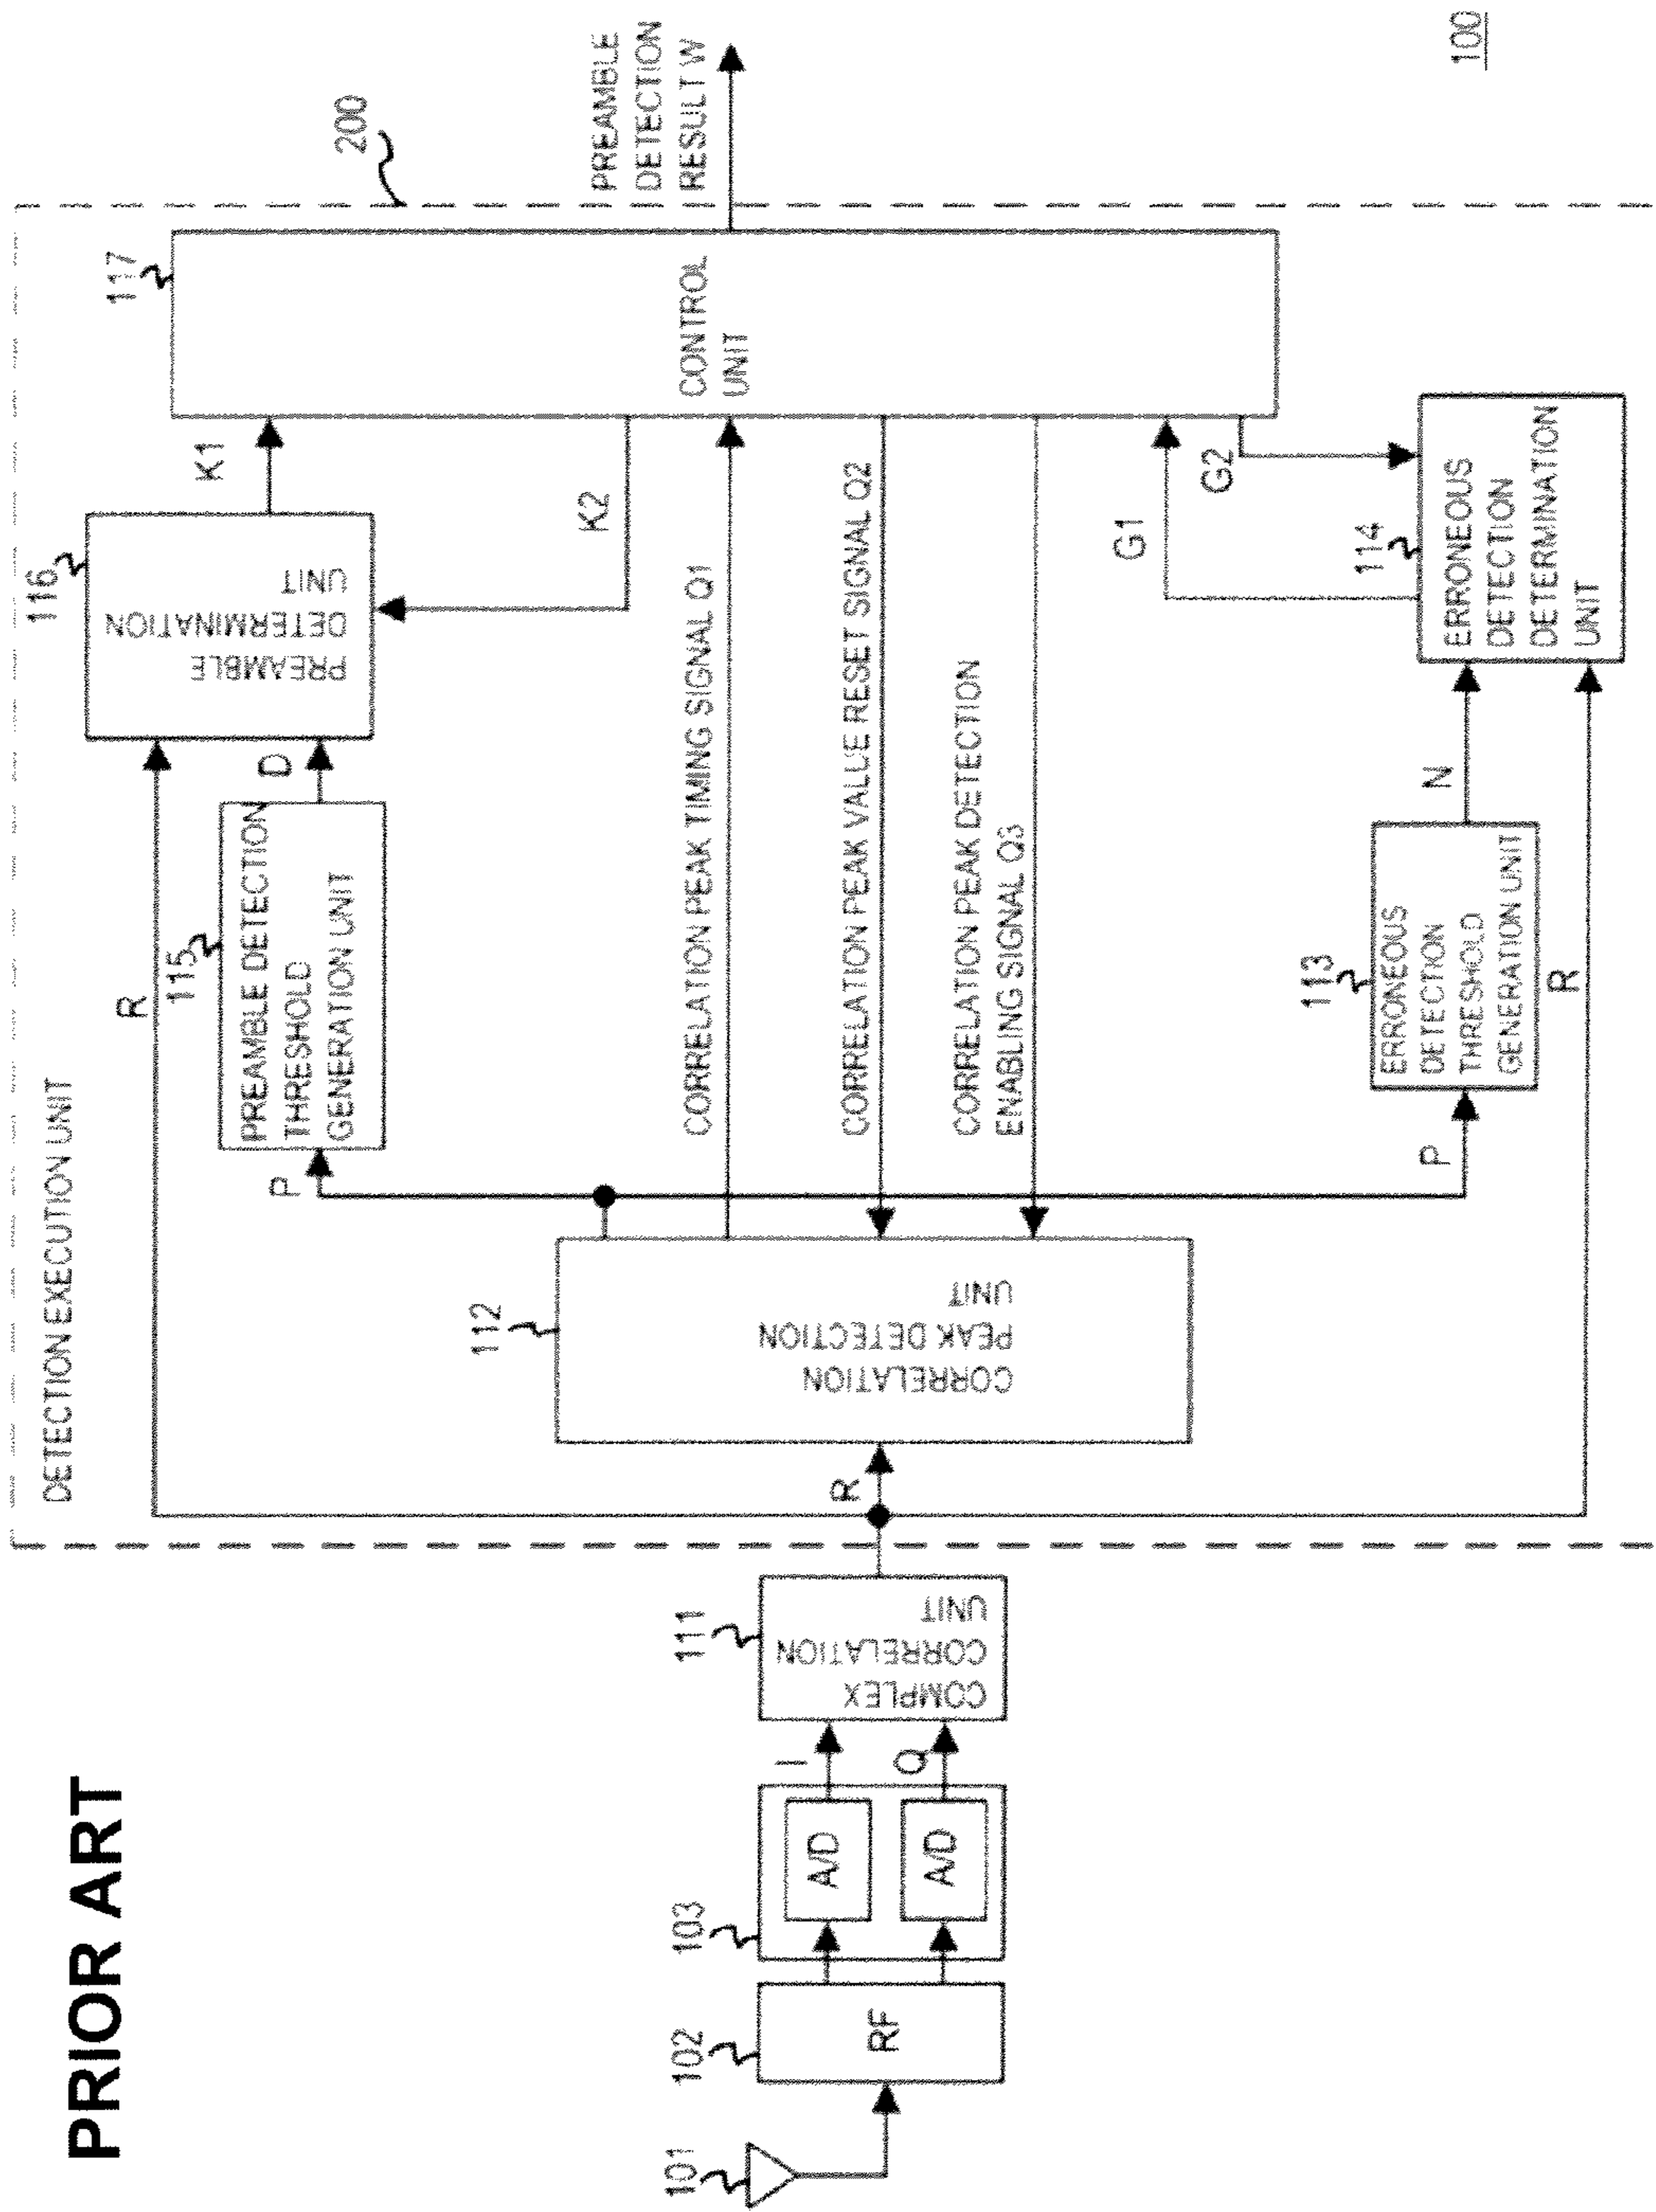 PRIOR ART
100
200
DETECTION EXECUTION UNIT
101
102
RF
103
A/D
A/D
I
Q
111
COMPLEX
CORRELATION
UNIT
R
R
R
112
CORRELATION
PEAK DETECTION
UNIT
P
P
115
PREAMBLE DETECTION
THRESHOLD
GENERATION UNIT
D
116
PREAMBLE
DETERMINATION
UNIT
K1
K2
CORRELATION PEAK TIMING SIGNAL Q1
CORRELATION PEAK VALUE RESET SIGNAL Q2
CORRELATION PEAK DETECTION
ENABLING SIGNAL Q3
113
ERRONEOUS
DETECTION
THRESHOLD
GENERATION UNIT
N
114
ERRONEOUS
DETECTION
DETERMINATION
UNIT
G1
G2
117
CONTROL
UNIT
PREAMBLE
DETECTION
RESULT W